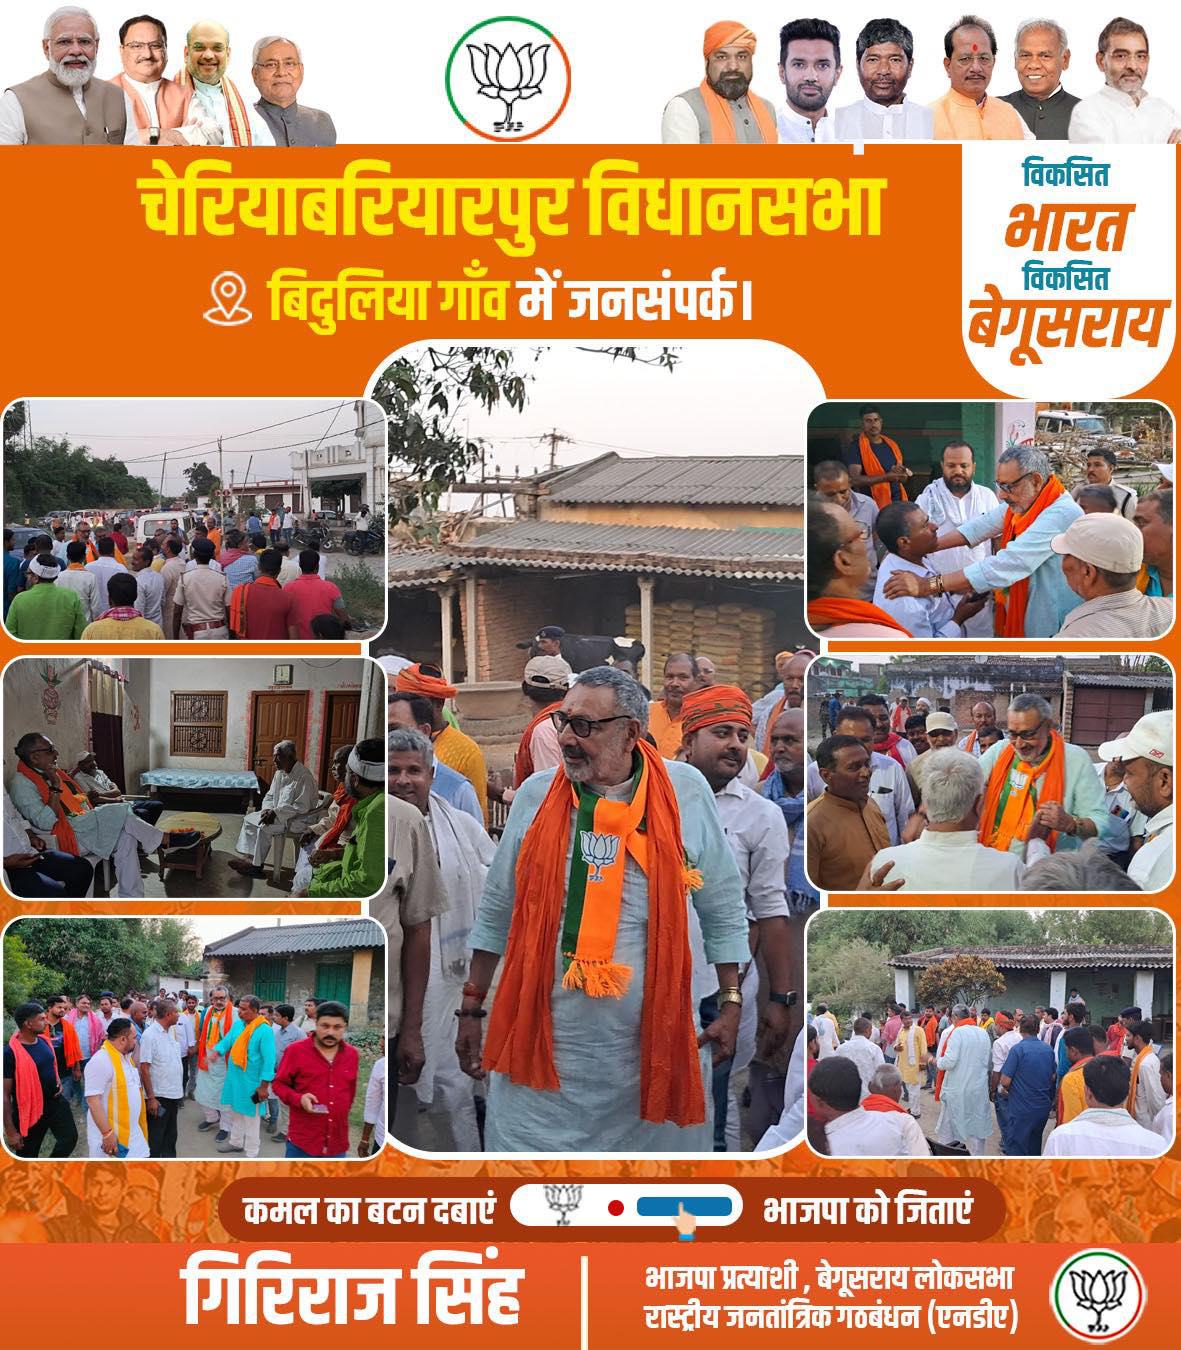 चेरियाबरियारपुर विधानसभा
बिदुलिया गाँव में जनसंपर्क।
विकसित
भारत
विकसित
बेगूसराय
कमल का बटन दबाएं
भाजपा को जिताएं
गिरिराज सिंह
भाजपा प्रत्याशी , बेगूसराय लोकसभा
रास्ट्रीय जनतांत्रिक गठबंधन (एनडीए)